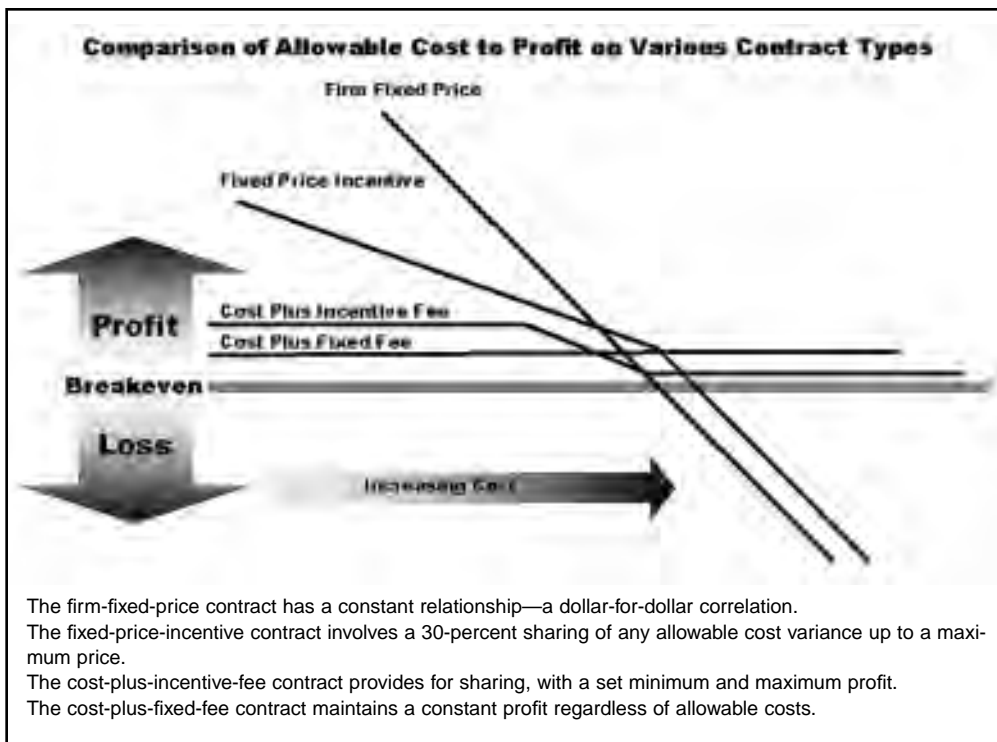 Comparison of Allowable Cost to Profit on Various Contract Types
Firm Fixed Price
Fixed Price Incentive
Cost Plus Incentive Fee
Profit
Cost Plus Fixed Fee
Breakeven
Loss
Increasing Cost
The firm-fixed-price contract has a constant relationship—a dollar-for-dollar correlation.
The fixed-price-incentive contract involves a 30-percent sharing of any allowable cost variance up to a maxi-
mum price.
The cost-plus-incentive-fee contract provides for sharing, with a set minimum and maximum profit.
The cost-plus-fixed-fee contract maintains a constant profit regardless of allowable costs.